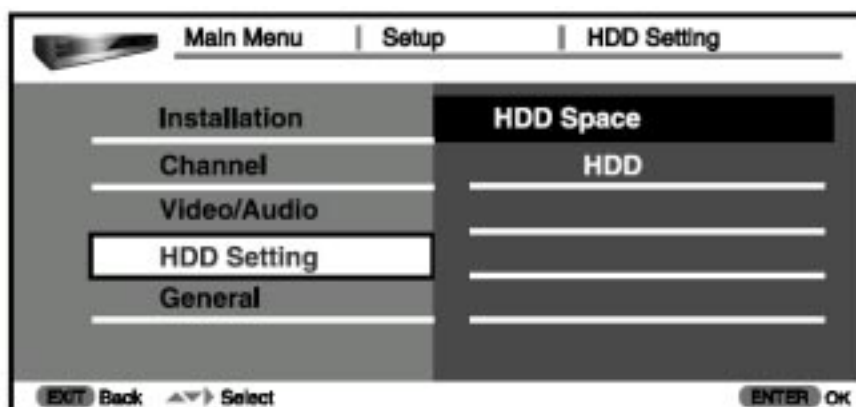 Main Menu | Setup | HDD Setting
Installation
Channel
Video/Audio
HDD Setting
General
HDD Space
HDD
EXIT Back Select ENTER OK